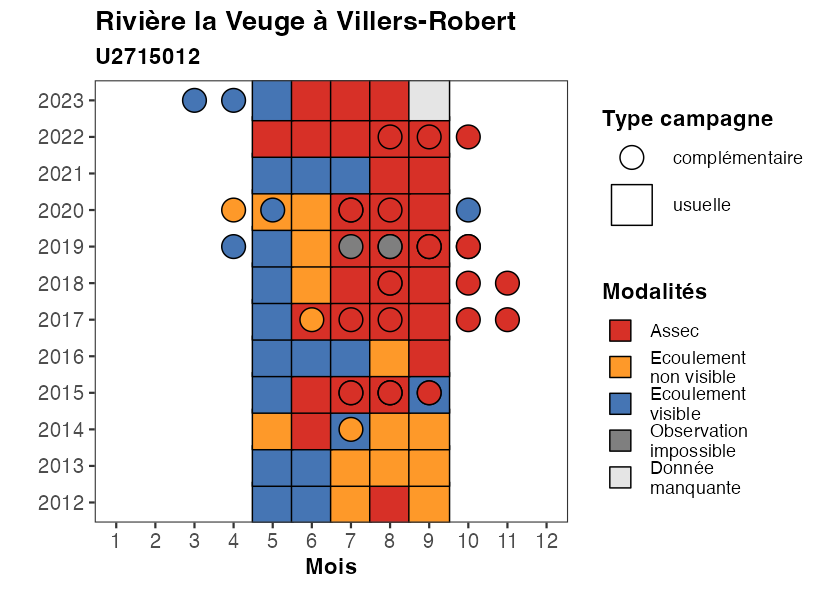 Rivière la Veuge à Villers-Robert
U2715012
2023
2022
2021
2020
2019
2018
2017
2016
2015
2014
2013
2012
1 2 3 4 5 6 7 8 9 10 11 12
Mois
Type campagne
complémentaire
usuelle
Modalités
Assec
Ecoulement
non visible
Ecoulement
visible
Observation
impossible
Donnée
manquante